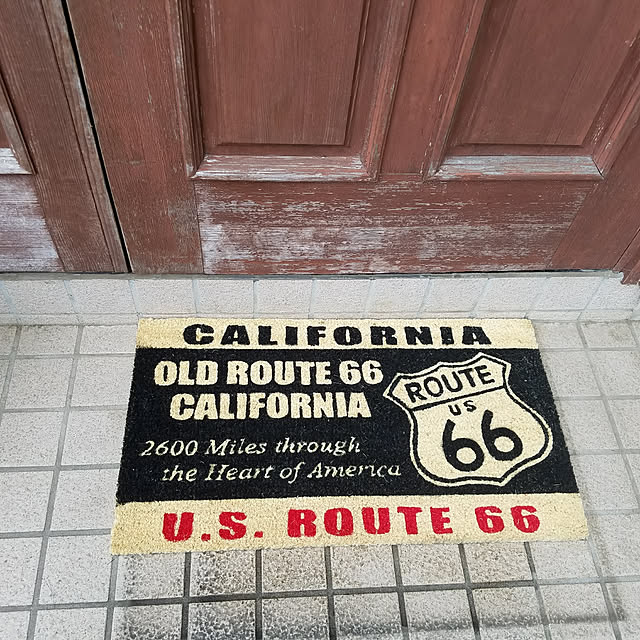 CALIFORNIA
OLD ROUTE 66
CALIFORNIA
2600 Miles through
the Heart of America
ROUTE
US
66
U.S. ROUTE 66